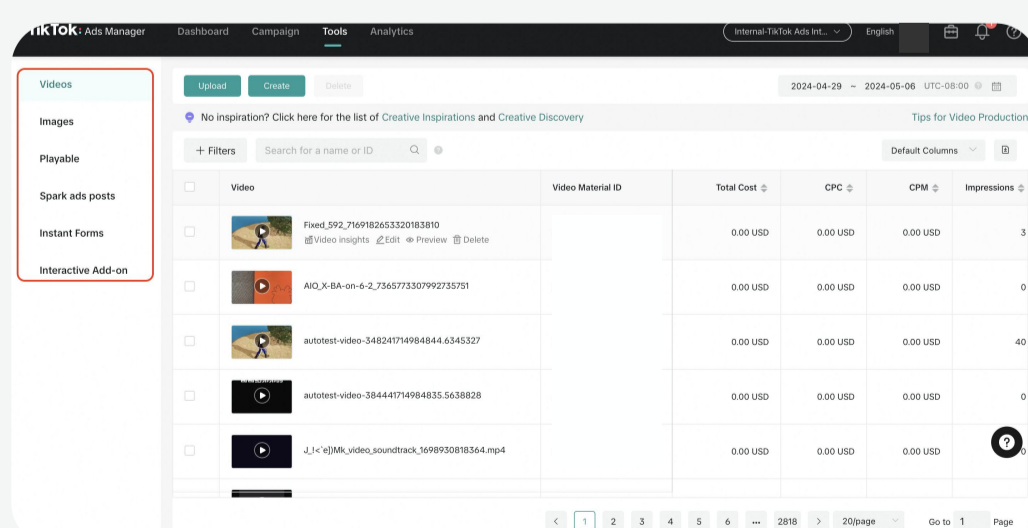 TikTok: Ads Manager Dashboard Campaign Tools Analytics Internal-TikTok Ads Int... English
Videos
Images
Playable
Spark ads posts
Instant Forms
Interactive Add-on
Upload Create Delete 2024-04-29 ~ 2024-05-06 UTC-08:00
No inspiration? Click here for the list of Creative Inspirations and Creative Discovery Tips for Video Production
+ Filters Search for a name or ID Default Columns
Video Video Material ID Total Cost CPC CPM Impressions
Fixed_592_7169182653320183810 0.00 USD 0.00 USD 0.00 USD 3
Video insights Edit Preview Delete
AIO_X-BA-on-6-2_7365773307992735751 0.00 USD 0.00 USD 0.00 USD 0
autotest-video-348241714984844.6345327 0.00 USD 0.00 USD 0.00 USD 40
autotest-video-384441714984835.5638828 0.00 USD 0.00 USD 0.00 USD 0
J_!<`e])Mk_video_soundtrack_1698930818364.mp4 0.00 USD 0.00 USD 0.00 USD 0
< 1 2 3 4 5 6 ... 2818 > 20/page Go to 1 Page